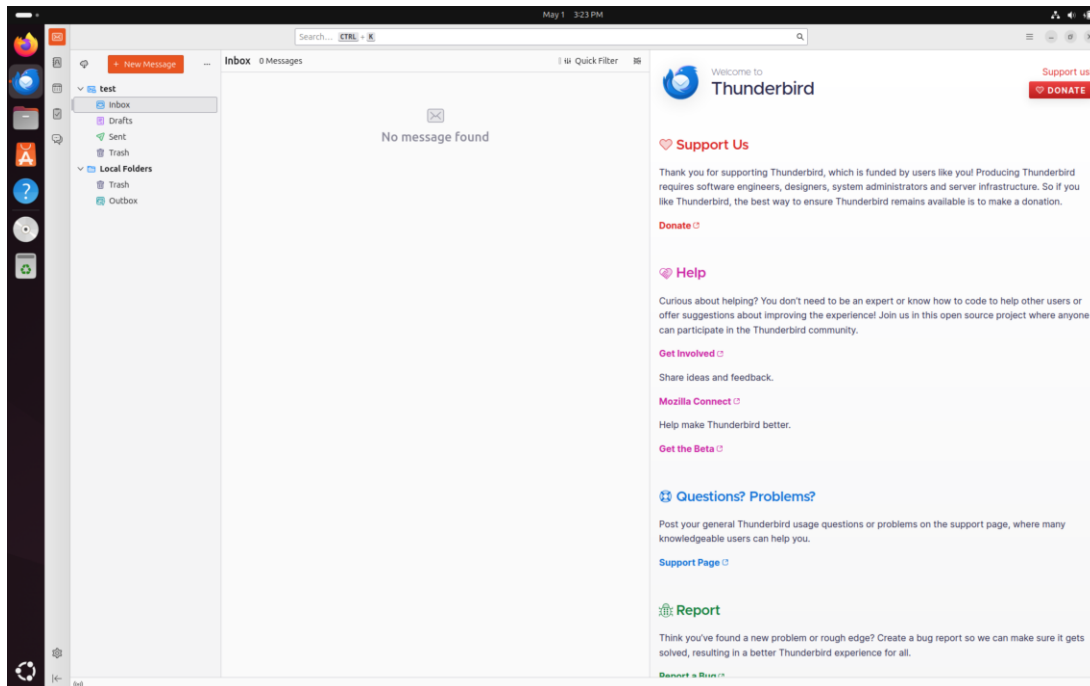 May 1 3:23 PM
Search... CTRL + K
+ New Message
test
Inbox
Drafts
Sent
Trash
Local Folders
Trash
Outbox
Inbox 0 Messages
Quick Filter
No message found
Welcome to
Thunderbird
Support us
DONATE
Support Us
Thank you for supporting Thunderbird, which is funded by users like you! Producing Thunderbird
requires software engineers, designers, system administrators and server infrastructure. So if you
like Thunderbird, the best way to ensure Thunderbird remains available is to make a donation.
Donate
Help
Curious about helping? You don't need to be an expert or know how to code to help other users or
offer suggestions about improving the experience! Join us in this open source project where anyone
can participate in the Thunderbird community.
Get Involved
Share ideas and feedback.
Mozilla Connect
Help make Thunderbird better.
Get the Beta
Questions? Problems?
Post your general Thunderbird usage questions or problems on the support page, where many
knowledgeable users can help you.
Support Page
Report
Think you've found a new problem or rough edge? Create a bug report so we can make sure it gets
solved, resulting in a better Thunderbird experience for all.
Report a Bug